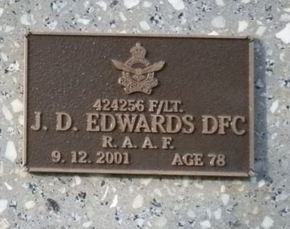 424256 F/LT.
J. D. EDWARDS DFC
R. A. A. F.
9. 12. 2001 AGE 78